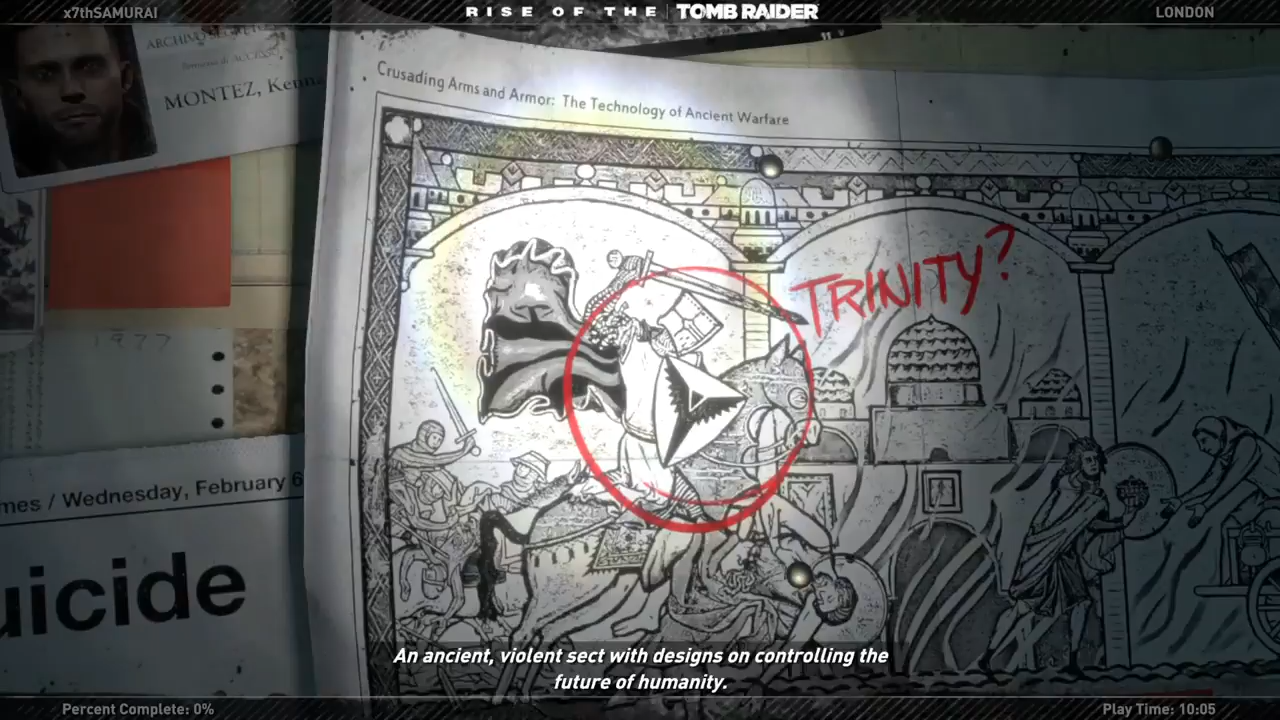 x7thSAMURAI
RISE OF THE TOMB RAIDER
LONDON
MONTEZ, Kenna
Crusading Arms and Armor: The Technology of Ancient Warfare
TRINITY?
1977
mes / Wednesday, February 6
uicide
An ancient, violent sect with designs on controlling the
future of humanity.
Percent Complete: 0%
Play Time: 10:05